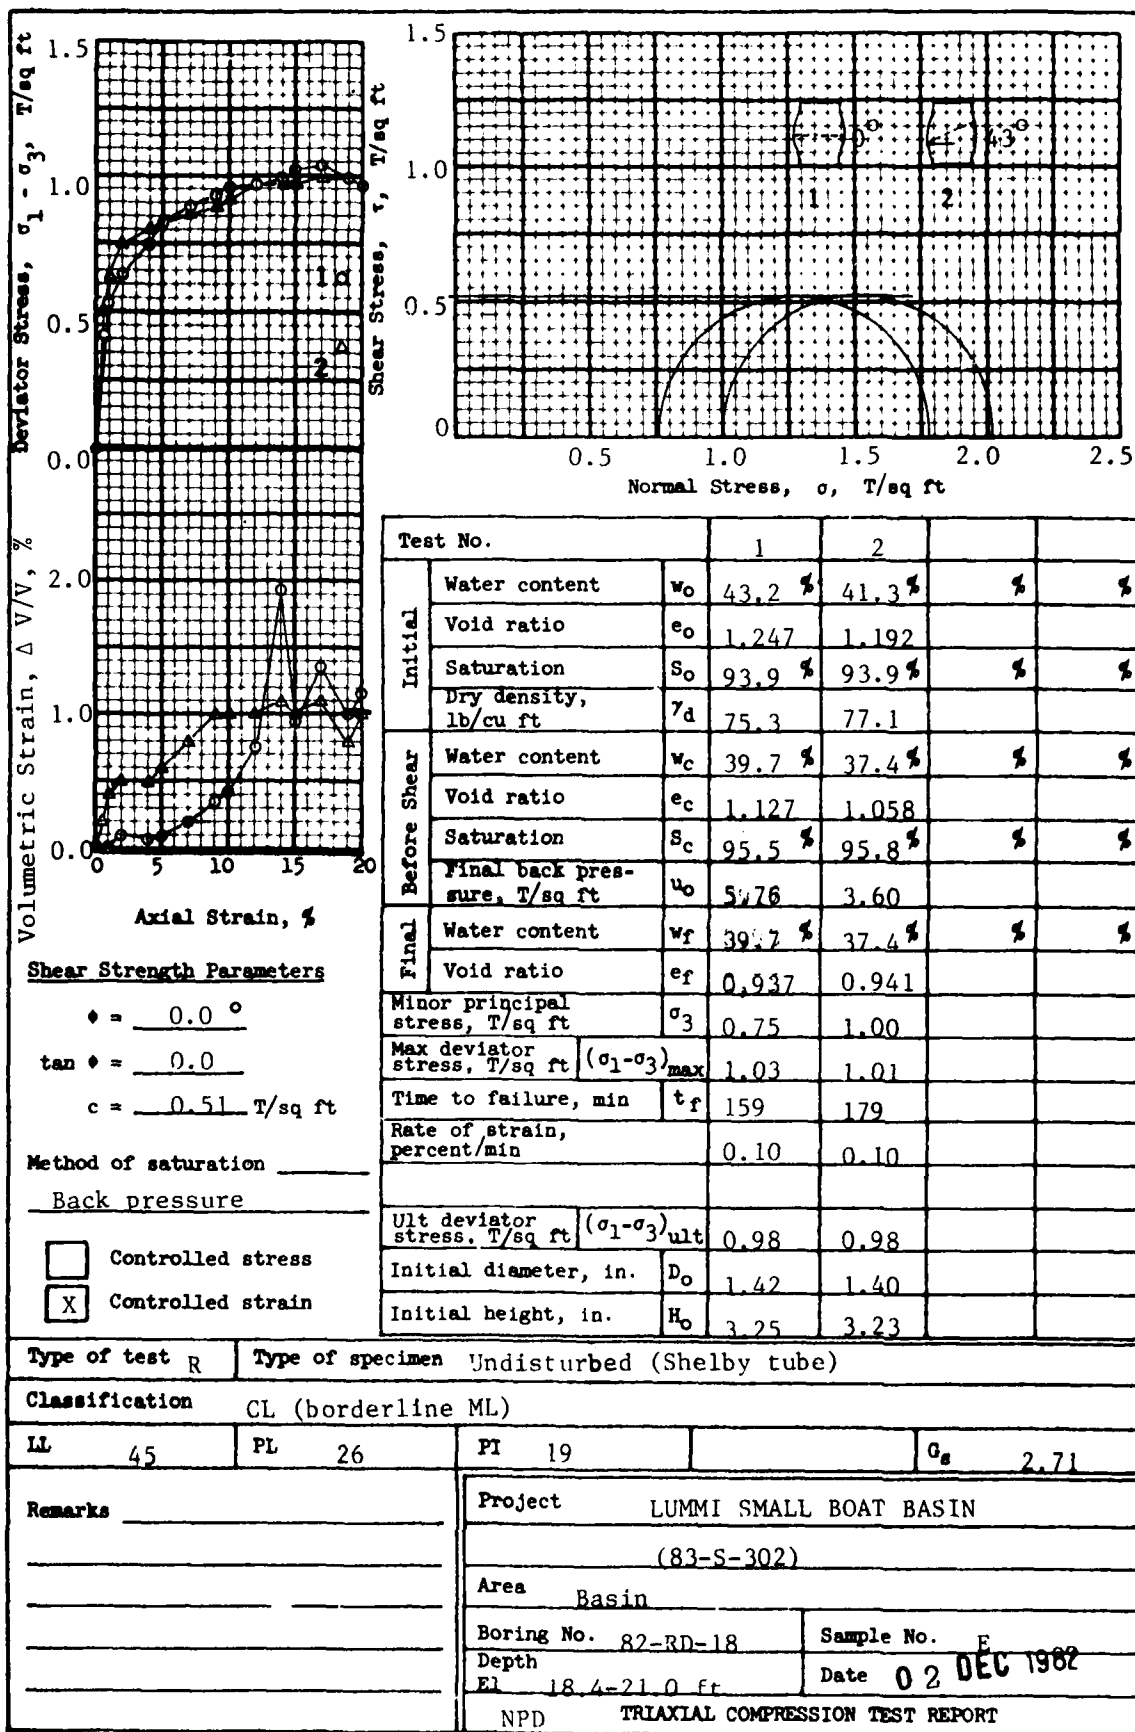 Deviator Stress, σ1 - σ3, T/sq ft
1.5
1.0
0.5
0.0
1
2
Volumetric Strain, Δ V/V, %
2.0
1.0
0.0
0 5 10 15 20
Axial Strain, %
Shear Stress, τ, T/sq ft
1.5
1.0
0.5
0
0° 43°
1 2
0.5 1.0 1.5 2.0 2.5
Normal Stress, σ, T/sq ft
Shear Strength Parameters
φ = 0.0 °
tan φ = 0.0
c = 0.51 T/sq ft
Method of saturation
Back pressure
Controlled stress
X Controlled strain
Test No. 1 2
Initial
Water content wo 43.2 % 41.3 % % %
Void ratio eo 1.247 1.192
Saturation So 93.9 % 93.9 % % %
Dry density, lb/cu ft γd 75.3 77.1
Before Shear
Water content wc 39.7 % 37.4 % % %
Void ratio ec 1.127 1.058
Saturation Sc 95.5 % 95.8 % % %
Final back pres-
sure, T/sq ft uo 5.76 3.60
Final
Water content wf 39.7 % 37.4 % % %
Void ratio ef 0.937 0.941
Minor principal
stress, T/sq ft σ3 0.75 1.00
Max deviator
stress, T/sq ft (σ1-σ3)max 1.03 1.01
Time to failure, min tf 159 179
Rate of strain,
percent/min 0.10 0.10
Ult deviator
stress, T/sq ft (σ1-σ3)ult 0.98 0.98
Initial diameter, in. Do 1.42 1.40
Initial height, in. Ho 3.25 3.23
Type of test R Type of specimen Undisturbed (Shelby tube)
Classification CL (borderline ML)
LL 45 PL 26 PI 19 Gs 2.71
Remarks
Project LUMMI SMALL BOAT BASIN
(83-S-302)
Area Basin
Boring No. 82-RD-18 Sample No. E
Depth
El 18.4-21.0 ft Date 02 DEC 1982
NPD TRIAXIAL COMPRESSION TEST REPORT